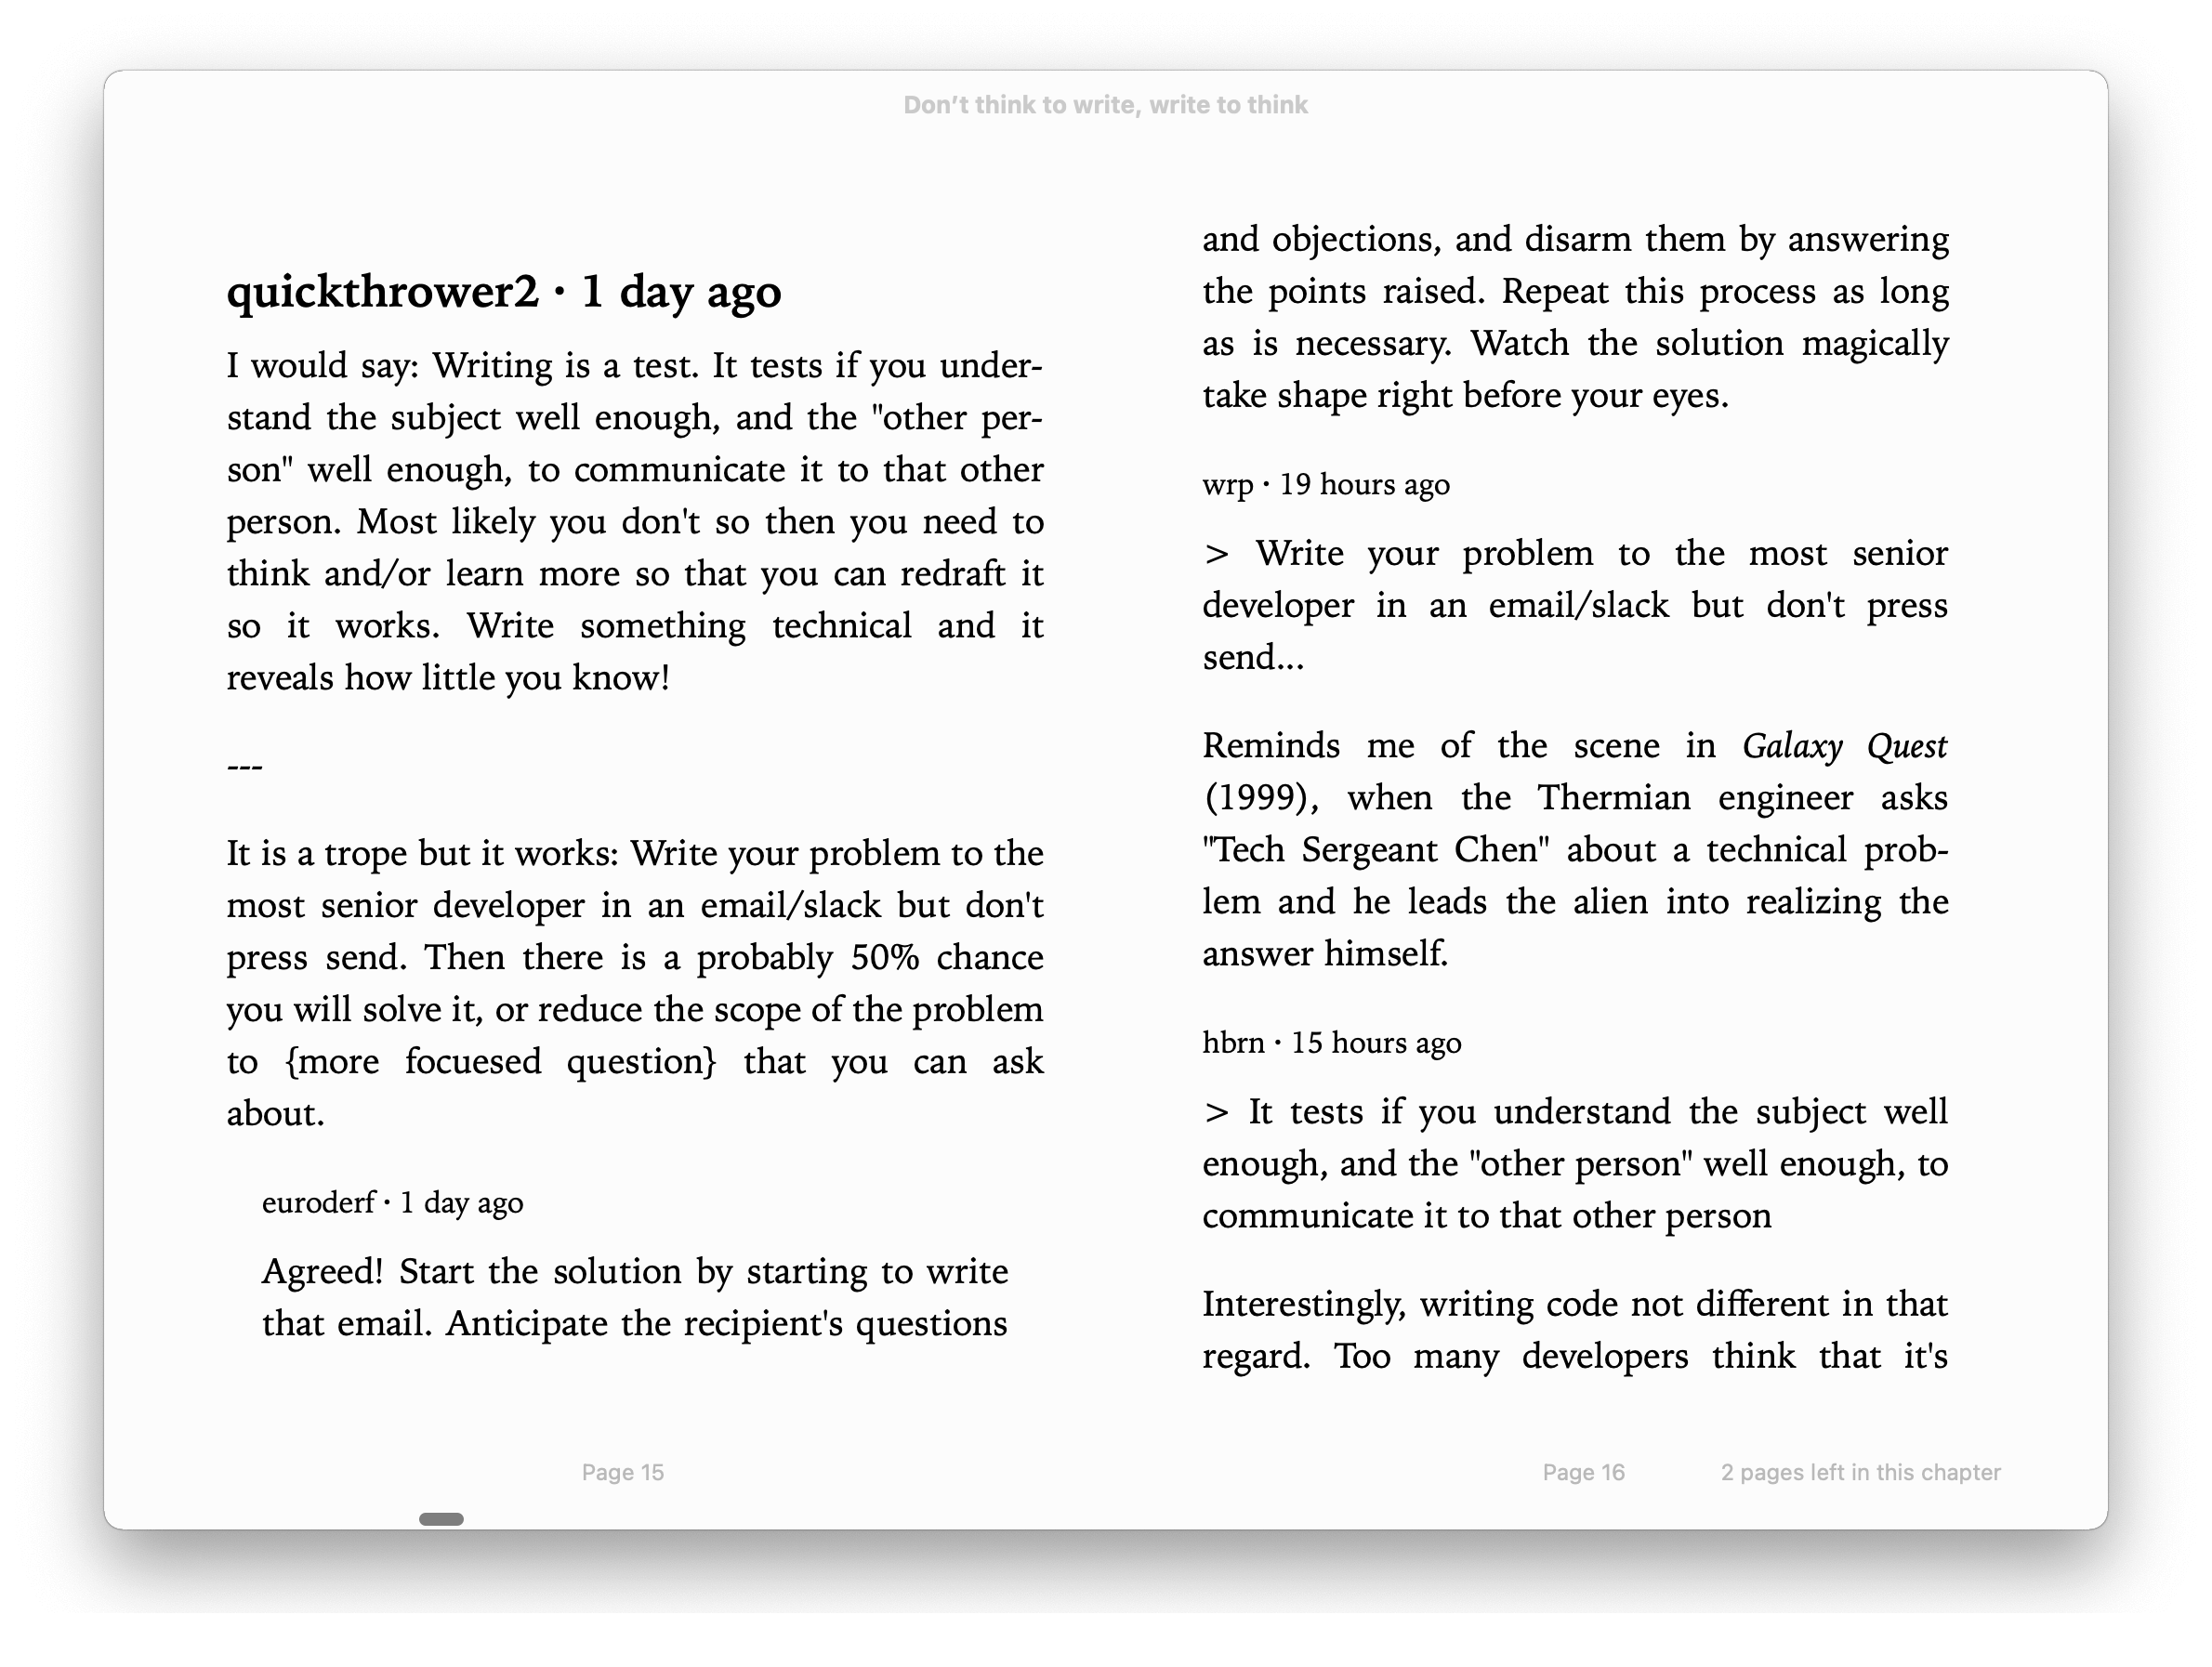 Don’t think to write, write to think
quickthrower2 · 1 day ago
I would say: Writing is a test. It tests if you under-
stand the subject well enough, and the "other per-
son" well enough, to communicate it to that other
person. Most likely you don't so then you need to
think and/or learn more so that you can redraft it
so it works. Write something technical and it
reveals how little you know!
---
It is a trope but it works: Write your problem to the
most senior developer in an email/slack but don't
press send. Then there is a probably 50% chance
you will solve it, or reduce the scope of the problem
to {more focuesed question} that you can ask
about.
euroderf · 1 day ago
Agreed! Start the solution by starting to write
that email. Anticipate the recipient's questions
Page 15
and objections, and disarm them by answering
the points raised. Repeat this process as long
as is necessary. Watch the solution magically
take shape right before your eyes.
wrp · 19 hours ago
> Write your problem to the most senior
developer in an email/slack but don't press
send...
Reminds me of the scene in Galaxy Quest
(1999), when the Thermian engineer asks
"Tech Sergeant Chen" about a technical prob-
lem and he leads the alien into realizing the
answer himself.
hbrn · 15 hours ago
> It tests if you understand the subject well
enough, and the "other person" well enough, to
communicate it to that other person
Interestingly, writing code not different in that
regard. Too many developers think that it's
Page 16
2 pages left in this chapter